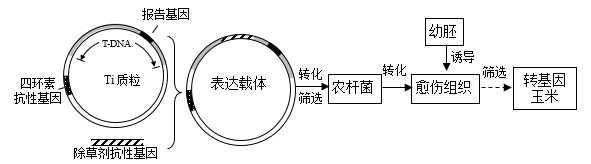 报告基因
T-DNA
四环素
抗性基因
Ti 质粒
除草剂抗性基因
表达载体
转化
筛选
农杆菌
转化
幼胚
诱导
愈伤组织
筛选
转基因
玉米